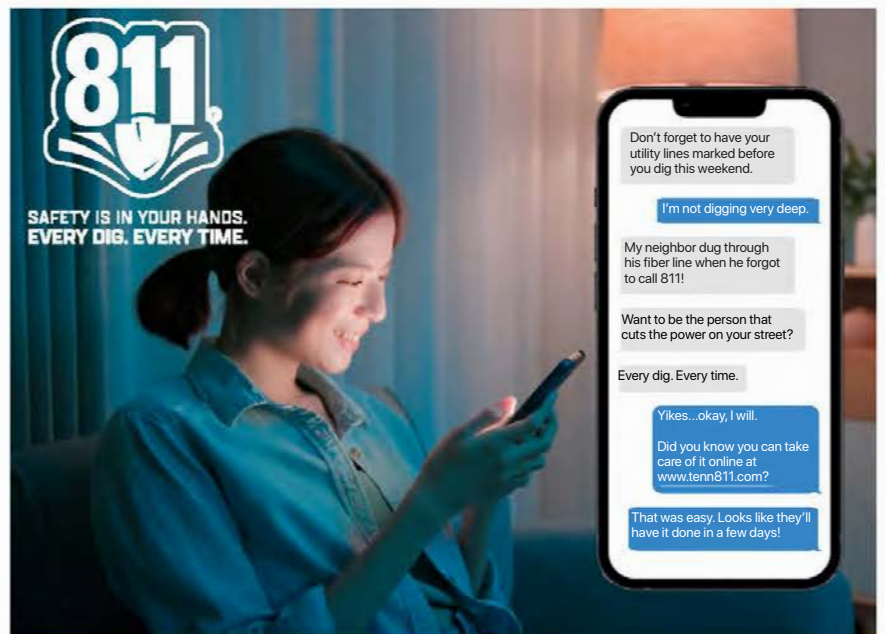 811
SAFETY IS IN YOUR HANDS.
EVERY DIG. EVERY TIME.
Don't forget to have your
utility lines marked before
you dig this weekend.
I'm not digging very deep.
My neighbor dug through
his fiber line when he forgot
to call 811!
Want to be the person that
cuts the power on your street?
Every dig. Every time.
Yikes...okay, I will.
Did you know you can take
care of it online at
www.tenn811.com?
That was easy. Looks like they'll
have it done in a few days!